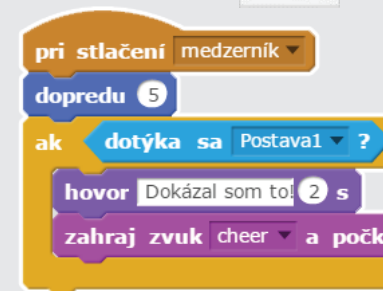 pri stlačení medzerník
dopredu 5
ak dotýka sa Postava1 ?
hovor Dokázal som to! 2 s
zahraj zvuk cheer a počk